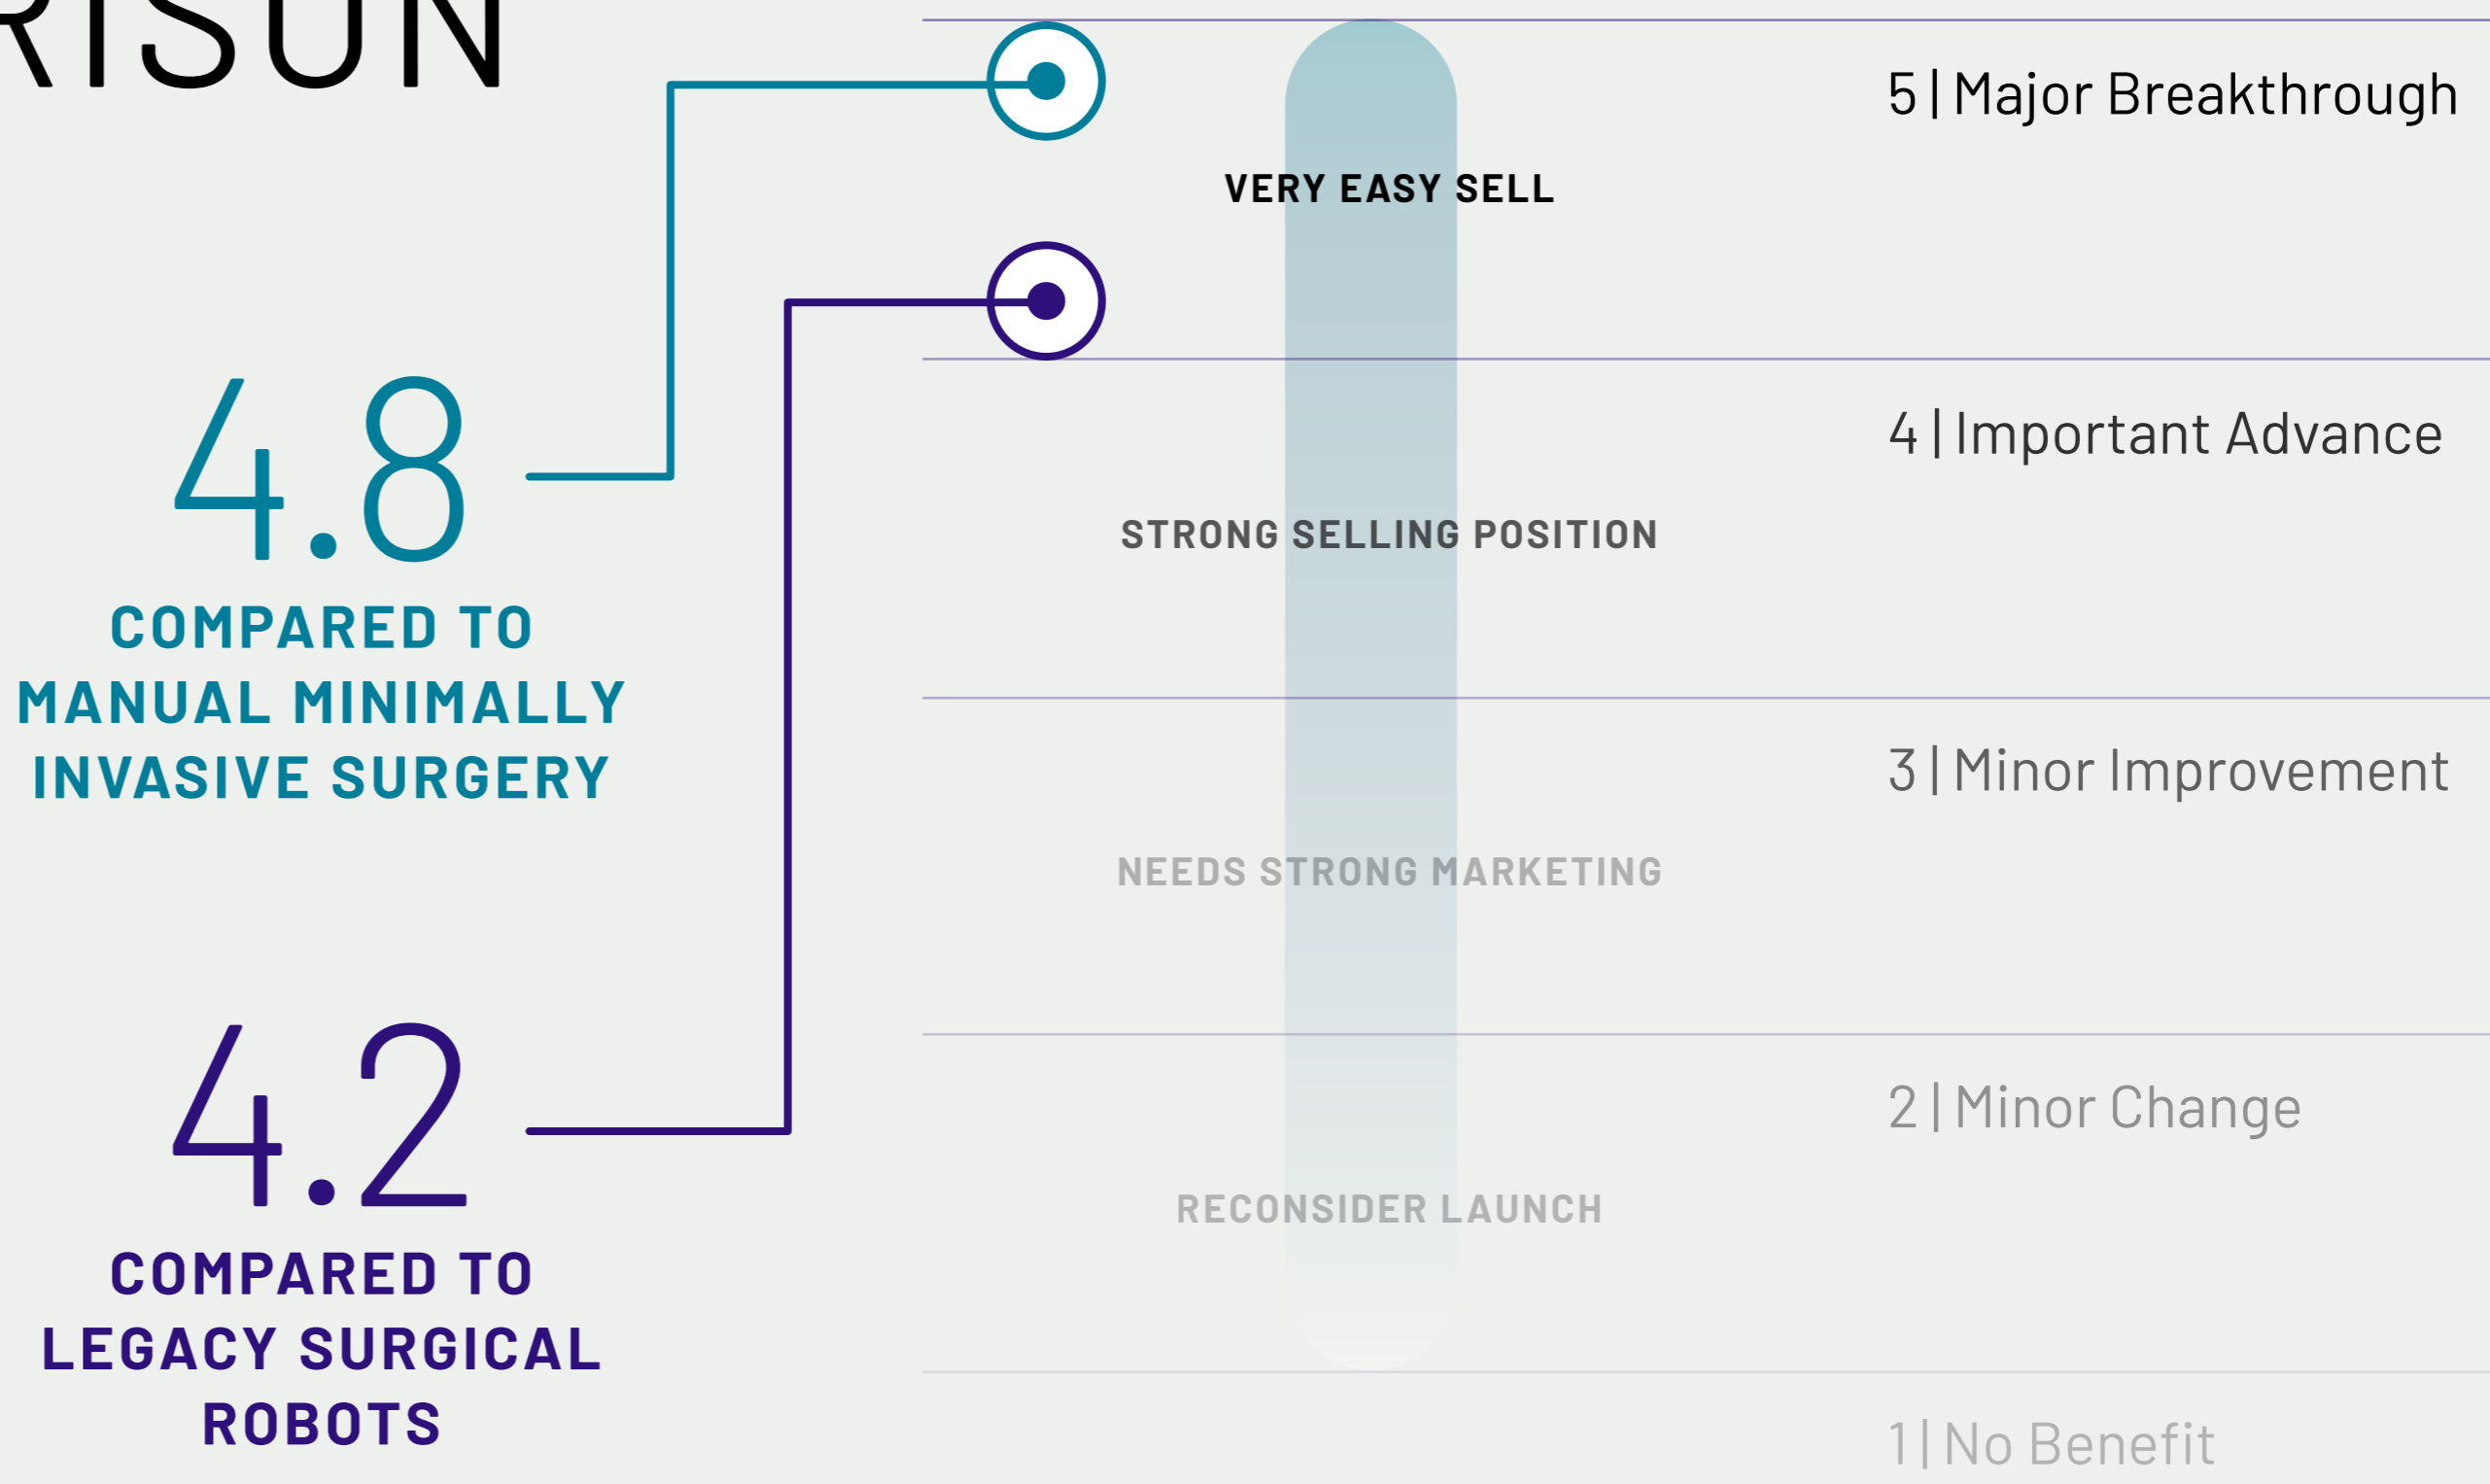 RISON
4.8
COMPARED TO
MANUAL MINIMALLY
INVASIVE SURGERY
4.2
COMPARED TO
LEGACY SURGICAL
ROBOTS
VERY EASY SELL
STRONG SELLING POSITION
NEEDS STRONG MARKETING
RECONSIDER LAUNCH
5 | Major Breakthrough
4 | Important Advance
3 | Minor Improvement
2 | Minor Change
1 | No Benefit